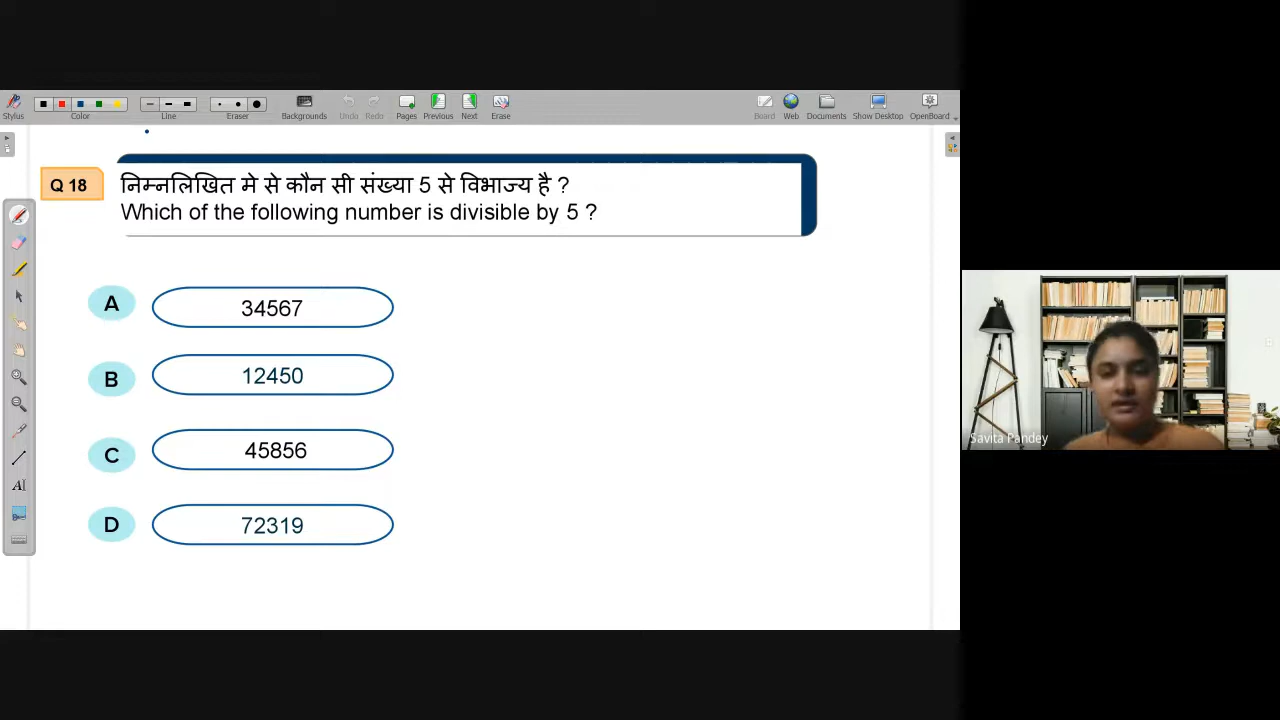 Stylus
Color
Line
Eraser
Backgrounds
Undo
Redo
Pages
Previous
Next
Erase
Board
Web
Documents
Show Desktop
OpenBoard
Q 18
निम्नलिखित मे से कौन सी संख्या 5 से विभाज्य है ?
Which of the following number is divisible by 5 ?
A
34567
B
12450
C
45856
D
72319
Savita Pandey